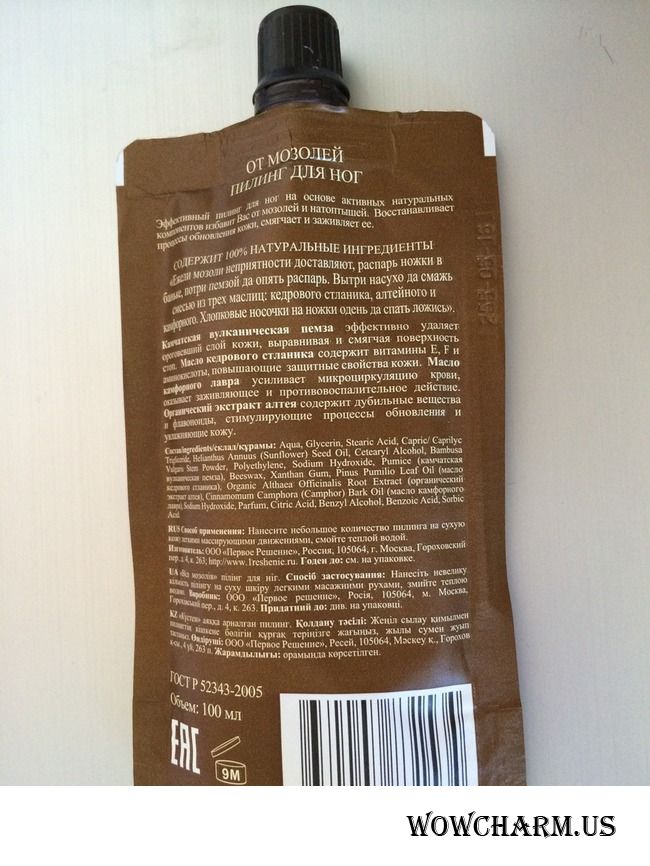 ОТ МОЗОЛЕЙ
ПИЛИНГ ДЛЯ НОГ
Эффективный пилинг для ног на основе активных натуральных
компонентов избавит Вас от мозолей и натоптышей. Восстанавливает
процессы обновления кожи, смягчает и заживляет ее.
СОДЕРЖИТ 100% НАТУРАЛЬНЫЕ ИНГРЕДИЕНТЫ
«Ежели мозоли неприятности доставляют, распарь ножки в
баньке, потри пемзой да опять распарь. Вытри насухо да смажь
смесью из трех маслиц: кедрового стланика, алтейного и
камфорного. Хлопковые носочки на ножки одень да спать ложись».
Камчатская вулканическая пемза эффективно удаляет
ороговевший слой кожи, выравнивая и смягчая поверхность
стоп. Масло кедрового стланика содержит витамины E, F и
аминокислоты, повышающие защитные свойства кожи. Масло
камфорного лавра усиливает микроциркуляцию крови,
оказывает заживляющее и противовоспалительное действие.
Органический экстракт алтея содержит дубильные вещества
и флавоноиды, стимулирующие процессы обновления и
увлажняющие кожу.
Состав/ingredients/склад/құрамы: Aqua, Glycerin, Stearic Acid, Capric/ Caprilyc
Triglyceride, Helianthus Annuus (Sunflower) Seed Oil, Cetearyl Alcohol, Bambusa
Vulgaris Stem Powder, Polyethylene, Sodium Hydroxide, Pumice (камчатская
вулканическая пемза), Beeswax, Xanthan Gum, Pinus Pumilio Leaf Oil (масло
кедрового стланика), Organic Althaea Officinalis Root Extract (органический
экстракт алтея), Cinnamomum Camphora (Camphor) Bark Oil (масло камфорного
лавра), Sodium Hydroxide, Parfum, Citric Acid, Benzyl Alcohol, Benzoic Acid, Sorbic
Acid.
RUS Способ применения: Нанесите небольшое количество пилинга на сухую
кожу легкими массирующими движениями, смойте теплой водой.
Изготовитель: ООО «Первое Решение», Россия, 105064, г. Москва, Гороховский
пер., д. 4, к. 263; http://www.1reshenie.ru. Годен до: см. на упаковке.
UA «Від мозолів» пілінг для ніг. Спосіб застосування: Нанесіть невелику
кількість пілінгу на суху шкіру легкими масажними рухами, змийте теплою
водою. Виробник: ООО «Первое решение», Росія, 105064, м. Москва,
Гороховський пер., д. 4, к. 263. Придатний до: див. на упаковці.
KZ «Күстен» аяққа арналған пилинг. Қолдану тәсілі: Жеңіл сылау қимылмен
пилингтің кішкене бөлігін құрғақ теріңізге жағыңыз, жылы сумен жуып
тастаңыз. Өндіруші: ООО «Первое Решение», Ресей, 105064, Мәскеу қ., Горохов
к-сы, 4 үй, 263 п. Жарамдылығы: орамында көрсетілген.
ГОСТ Р 52343-2005
Объем: 100 мл
EAC
9M
WOWCHARM.US